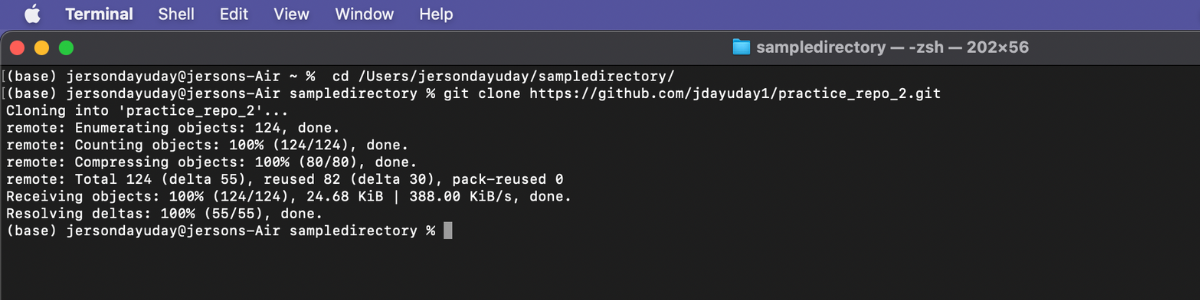 Terminal Shell Edit View Window Help
sampledirectory — -zsh — 202×56
[(base) jersondayuday@jersons-Air ~ %  cd /Users/jersondayuday/sampledirectory/
[(base) jersondayuday@jersons-Air sampledirectory % git clone https://github.com/jdayuday1/practice_repo_2.git
Cloning into 'practice_repo_2'...
remote: Enumerating objects: 124, done.
remote: Counting objects: 100% (124/124), done.
remote: Compressing objects: 100% (80/80), done.
remote: Total 124 (delta 55), reused 82 (delta 30), pack-reused 0
Receiving objects: 100% (124/124), 24.68 KiB | 388.00 KiB/s, done.
Resolving deltas: 100% (55/55), done.
(base) jersondayuday@jersons-Air sampledirectory %